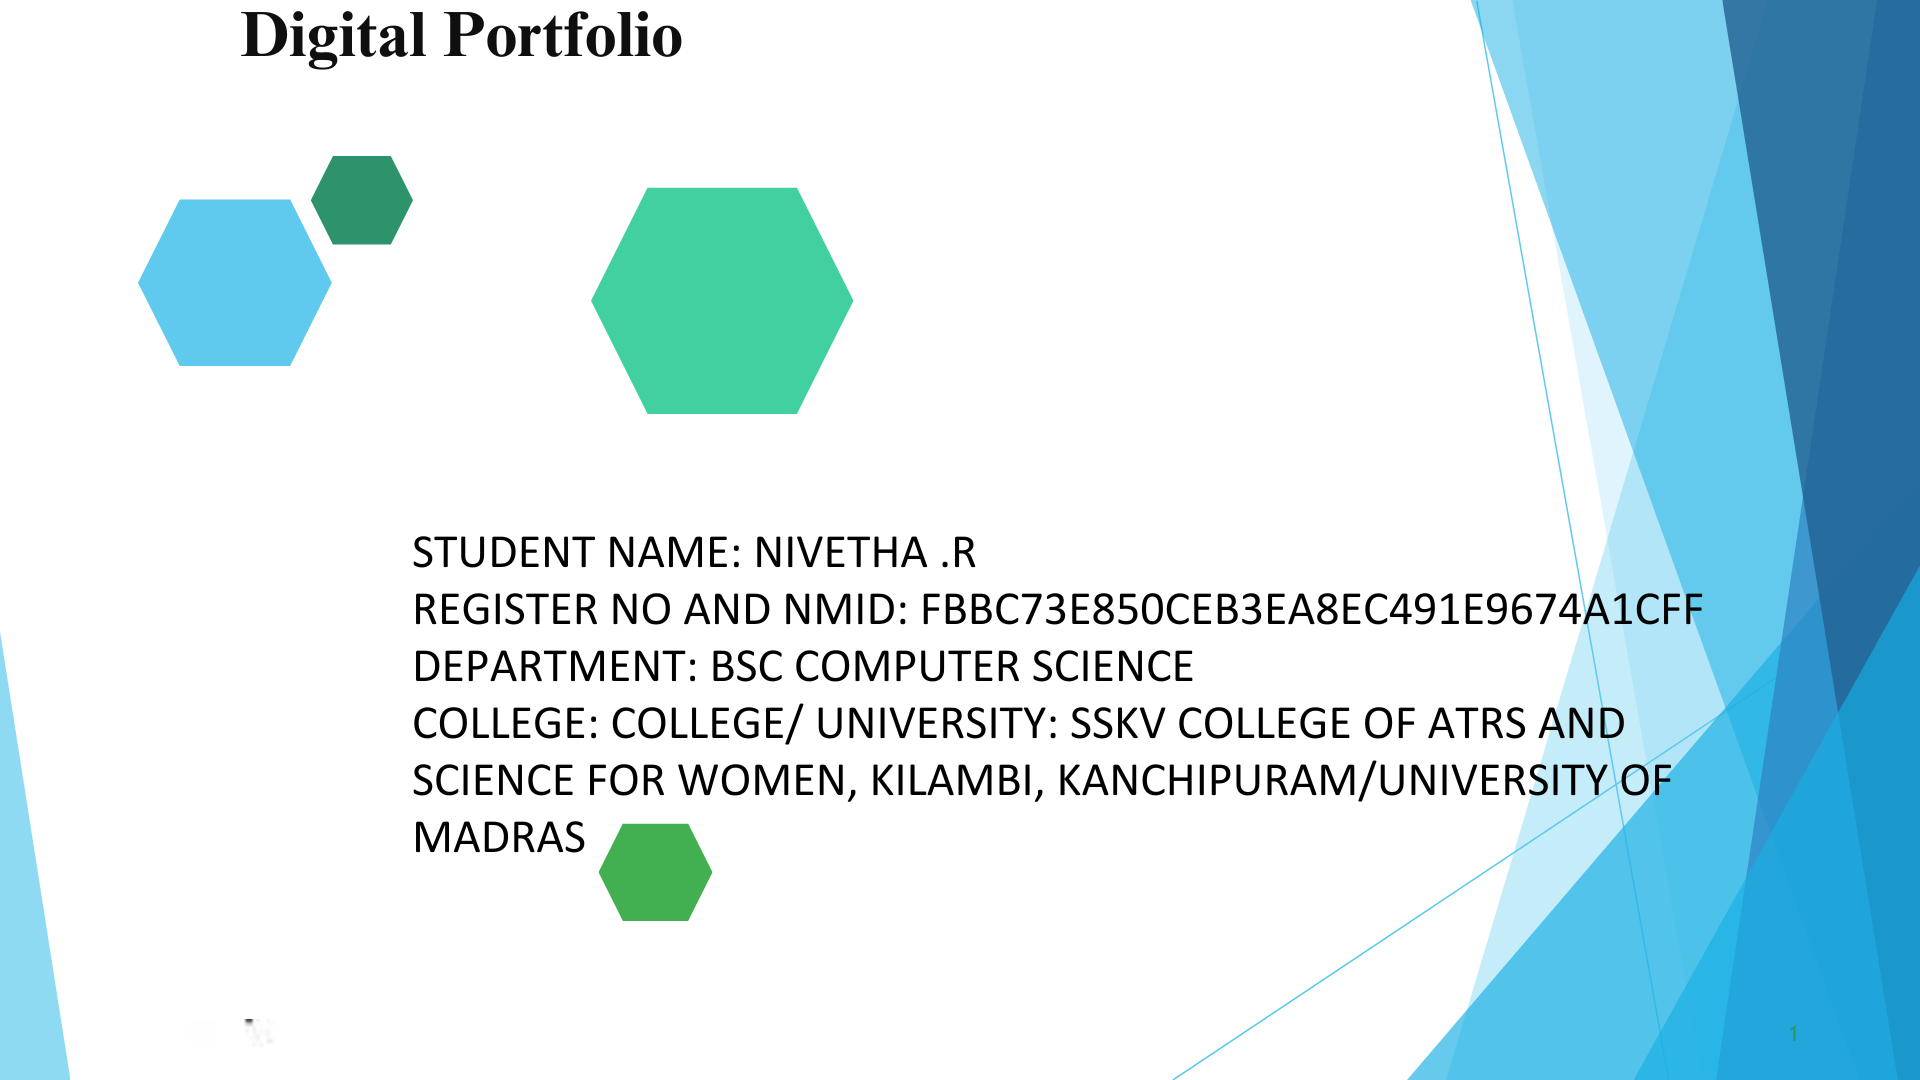 Digital Portfolio
STUDENT NAME: NIVETHA .R
REGISTER NO AND NMID: FBBC73E850CEB3EA8EC491E9674A1CFF
DEPARTMENT: BSC COMPUTER SCIENCE
COLLEGE: COLLEGE/ UNIVERSITY: SSKV COLLEGE OF ATRS AND
SCIENCE FOR WOMEN, KILAMBI, KANCHIPURAM/UNIVERSITY OF
MADRAS
1